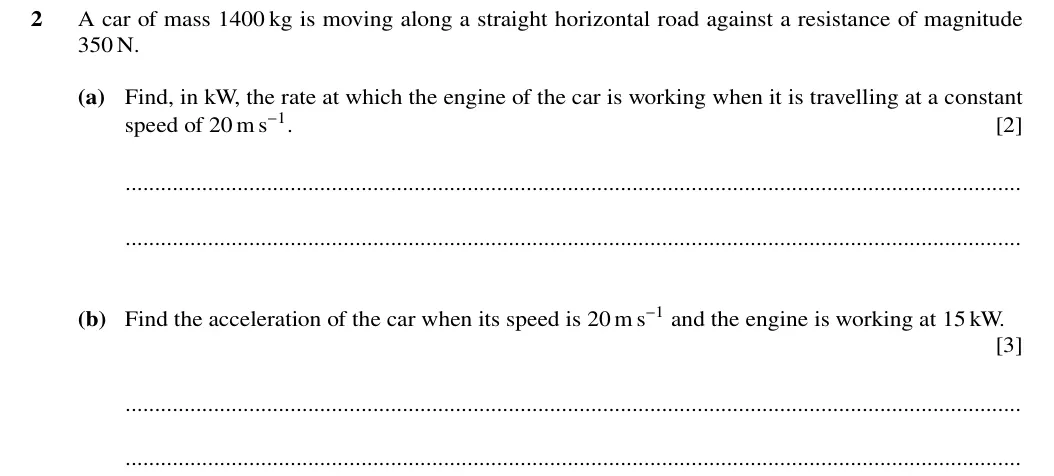 2 A car of mass 1400 kg is moving along a straight horizontal road against a resistance of magnitude
350 N.
(a) Find, in kW, the rate at which the engine of the car is working when it is travelling at a constant
speed of 20 m s⁻¹. [2]
................................................................................
................................................................................
(b) Find the acceleration of the car when its speed is 20 m s⁻¹ and the engine is working at 15 kW.
[3]
................................................................................
................................................................................